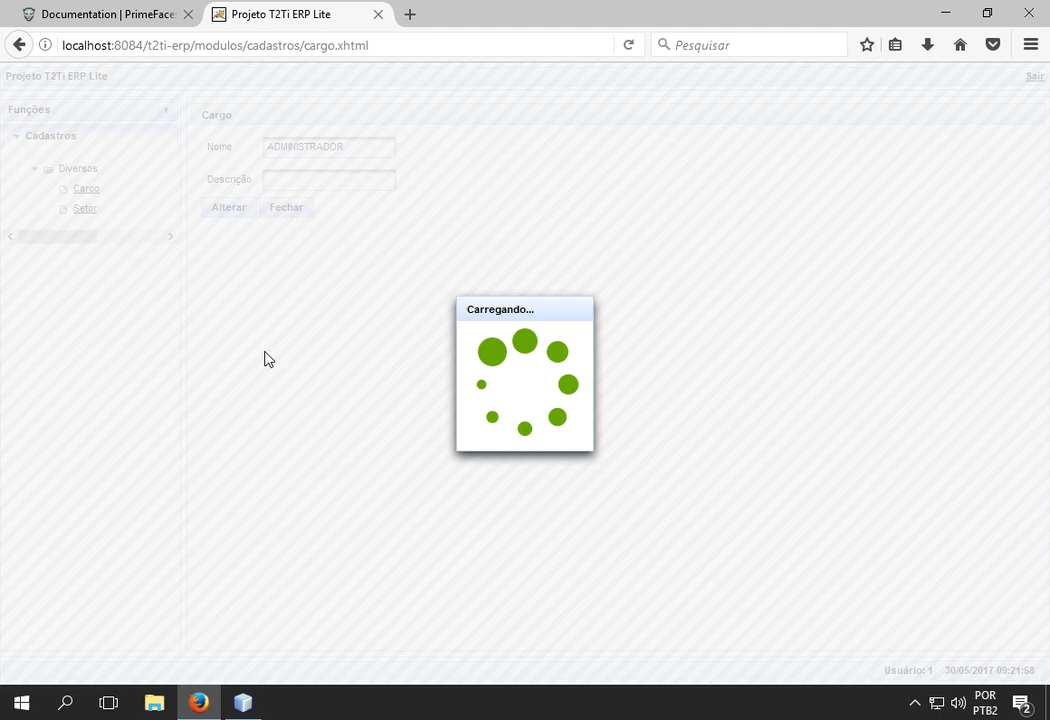 Documentation | PrimeFace
Projeto T2Ti ERP Lite
localhost:8084/t2ti-erp/modulos/cadastros/cargo.xhtml
Pesquisar
Projeto T2Ti ERP Lite
Sair
Funções
Cargo
Cadastros
Nome
ADMINISTRADOR
Diversos
Descrição
Cargo
Setor
Alterar
Fechar
Carregando...
Usuário: 1
30/05/2017 09:21:58
POR
PTB2
2